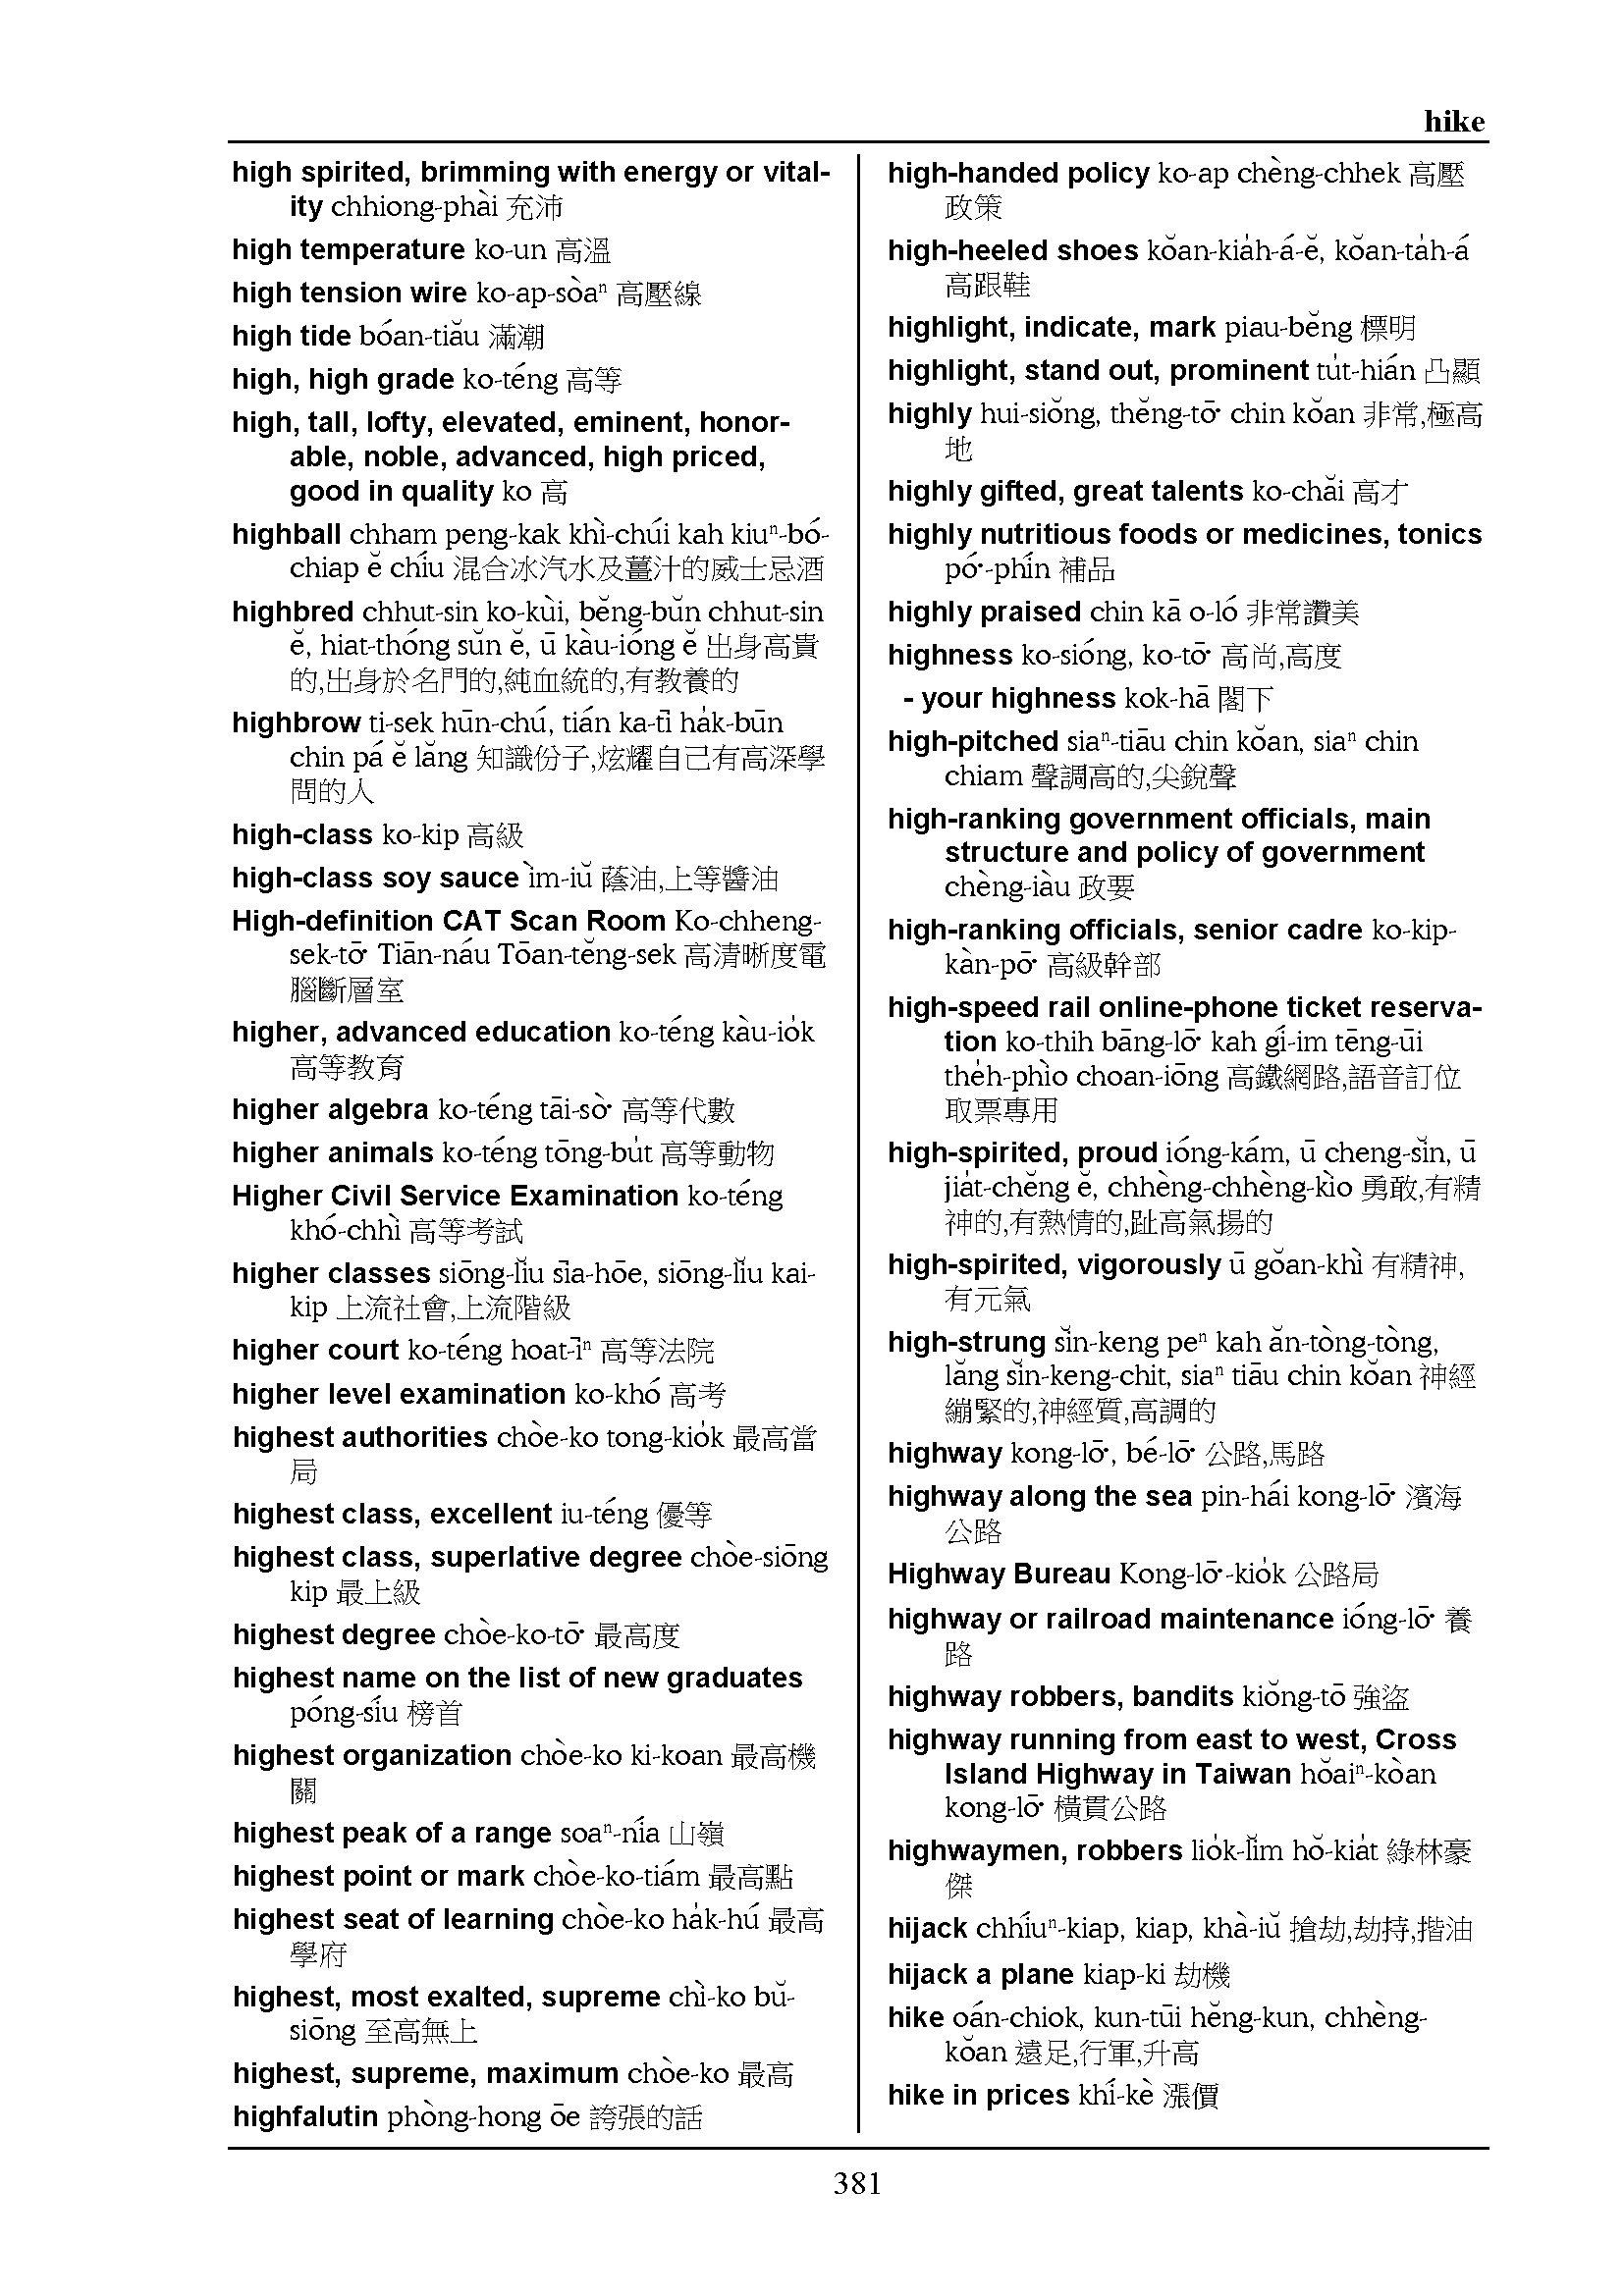 hike
high spirited, brimming with energy or vital-
ity chhiong-phài 充沛
high temperature ko-un 高溫
high tension wire ko-ap-sòaⁿ 高壓線
high tide bóan-tiău 滿潮
high, high grade ko-téng 高等
high, tall, lofty, elevated, eminent, honor-
able, noble, advanced, high priced,
good in quality ko 高
highball chham peng-kak khì-chúi kah kiuⁿ-bó-
chiap ĕ chíu 混合冰汽水及薑汁的威士忌酒
highbred chhut-sin ko-kùi, bĕng-bŭn chhut-sin
ĕ, hiat-thóng sŭn ĕ, ū kàu-ióng ĕ 出身高貴
的,出身於名門的,純血統的,有教養的
highbrow ti-sek hūn-chú, tián ka-tī ha̍k-būn
chin pá ĕ lăng 知識份子,炫耀自己有高深學
問的人
high-class ko-kip 高級
high-class soy sauce ìm-iŭ 蔭油,上等醬油
High-definition CAT Scan Room Ko-chheng-
sek-tō͘ Tiān-náu Tōan-tĕng-sek 高清晰度電
腦斷層室
higher, advanced education ko-téng kàu-io̍k
高等教育
higher algebra ko-téng tāi-sò͘ 高等代數
higher animals ko-téng tōng-bu̍t 高等動物
Higher Civil Service Examination ko-téng
khó-chhì 高等考試
higher classes siōng-lĭu sīa-hōe, siōng-lĭu kai-
kip 上流社會,上流階級
higher court ko-téng hoat-īⁿ 高等法院
higher level examination ko-khó 高考
highest authorities chòe-ko tong-kio̍k 最高當
局
highest class, excellent iu-téng 優等
highest class, superlative degree chòe-siōng
kip 最上級
highest degree chòe-ko-tō͘ 最高度
highest name on the list of new graduates
póng-síu 榜首
highest organization chòe-ko ki-koan 最高機
關
highest peak of a range soaⁿ-nía 山嶺
highest point or mark chòe-ko-tiám 最高點
highest seat of learning chòe-ko ha̍k-hú 最高
學府
highest, most exalted, supreme chì-ko bŭ-
siōng 至高無上
highest, supreme, maximum chòe-ko 最高
highfalutin phòng-hong ōe 誇張的話
high-handed policy ko-ap chèng-chhek 高壓
政策
high-heeled shoes kŏan-kia̍h-á-ĕ, kŏan-ta̍h-á
高跟鞋
highlight, indicate, mark piau-bĕng 標明
highlight, stand out, prominent tu̍t-hián 凸顯
highly hui-siŏng, thĕng-tō͘ chin kŏan 非常,極高
地
highly gifted, great talents ko-chăi 高才
highly nutritious foods or medicines, tonics
pó͘-phín 補品
highly praised chin kā o-ló 非常讚美
highness ko-sióng, ko-tō͘ 高尚,高度
- your highness kok-hā 閣下
high-pitched siaⁿ-tiāu chin kŏan, siaⁿ chin
chiam 聲調高的,尖銳聲
high-ranking government officials, main
structure and policy of government
chèng-iàu 政要
high-ranking officials, senior cadre ko-kip-
kàn-pō͘ 高級幹部
high-speed rail online-phone ticket reserva-
tion ko-thih bāng-lō͘ kah gí-im tēng-ūi
the̍h-phìo choan-iōng 高鐵網路,語音訂位
取票專用
high-spirited, proud ióng-kám, ū cheng-sĭn, ū
jia̍t-chĕng ĕ, chhèng-chhèng-kìo 勇敢,有精
神的,有熱情的,趾高氣揚的
high-spirited, vigorously ū gŏan-khì 有精神,
有元氣
high-strung sĭn-keng peⁿ kah ăn-tòng-tòng,
lăng sĭn-keng-chit, siaⁿ tiāu chin kŏan 神經
繃緊的,神經質,高調的
highway kong-lō͘, bé-lō͘ 公路,馬路
highway along the sea pin-hái kong-lō͘ 濱海
公路
Highway Bureau Kong-lō͘-kio̍k 公路局
highway or railroad maintenance ióng-lō͘ 養
路
highway robbers, bandits kiŏng-tō 強盜
highway running from east to west, Cross
Island Highway in Taiwan hŏaiⁿ-kòan
kong-lō͘ 橫貫公路
highwaymen, robbers lio̍k-lĭm hŏ-kia̍t 綠林豪
傑
hijack chhíuⁿ-kiap, kiap, khà-iŭ 搶劫,劫持,揩油
hijack a plane kiap-ki 劫機
hike oán-chiok, kun-tūi hĕng-kun, chhèng-
kŏan 遠足,行軍,升高
hike in prices khí-kè 漲價
381